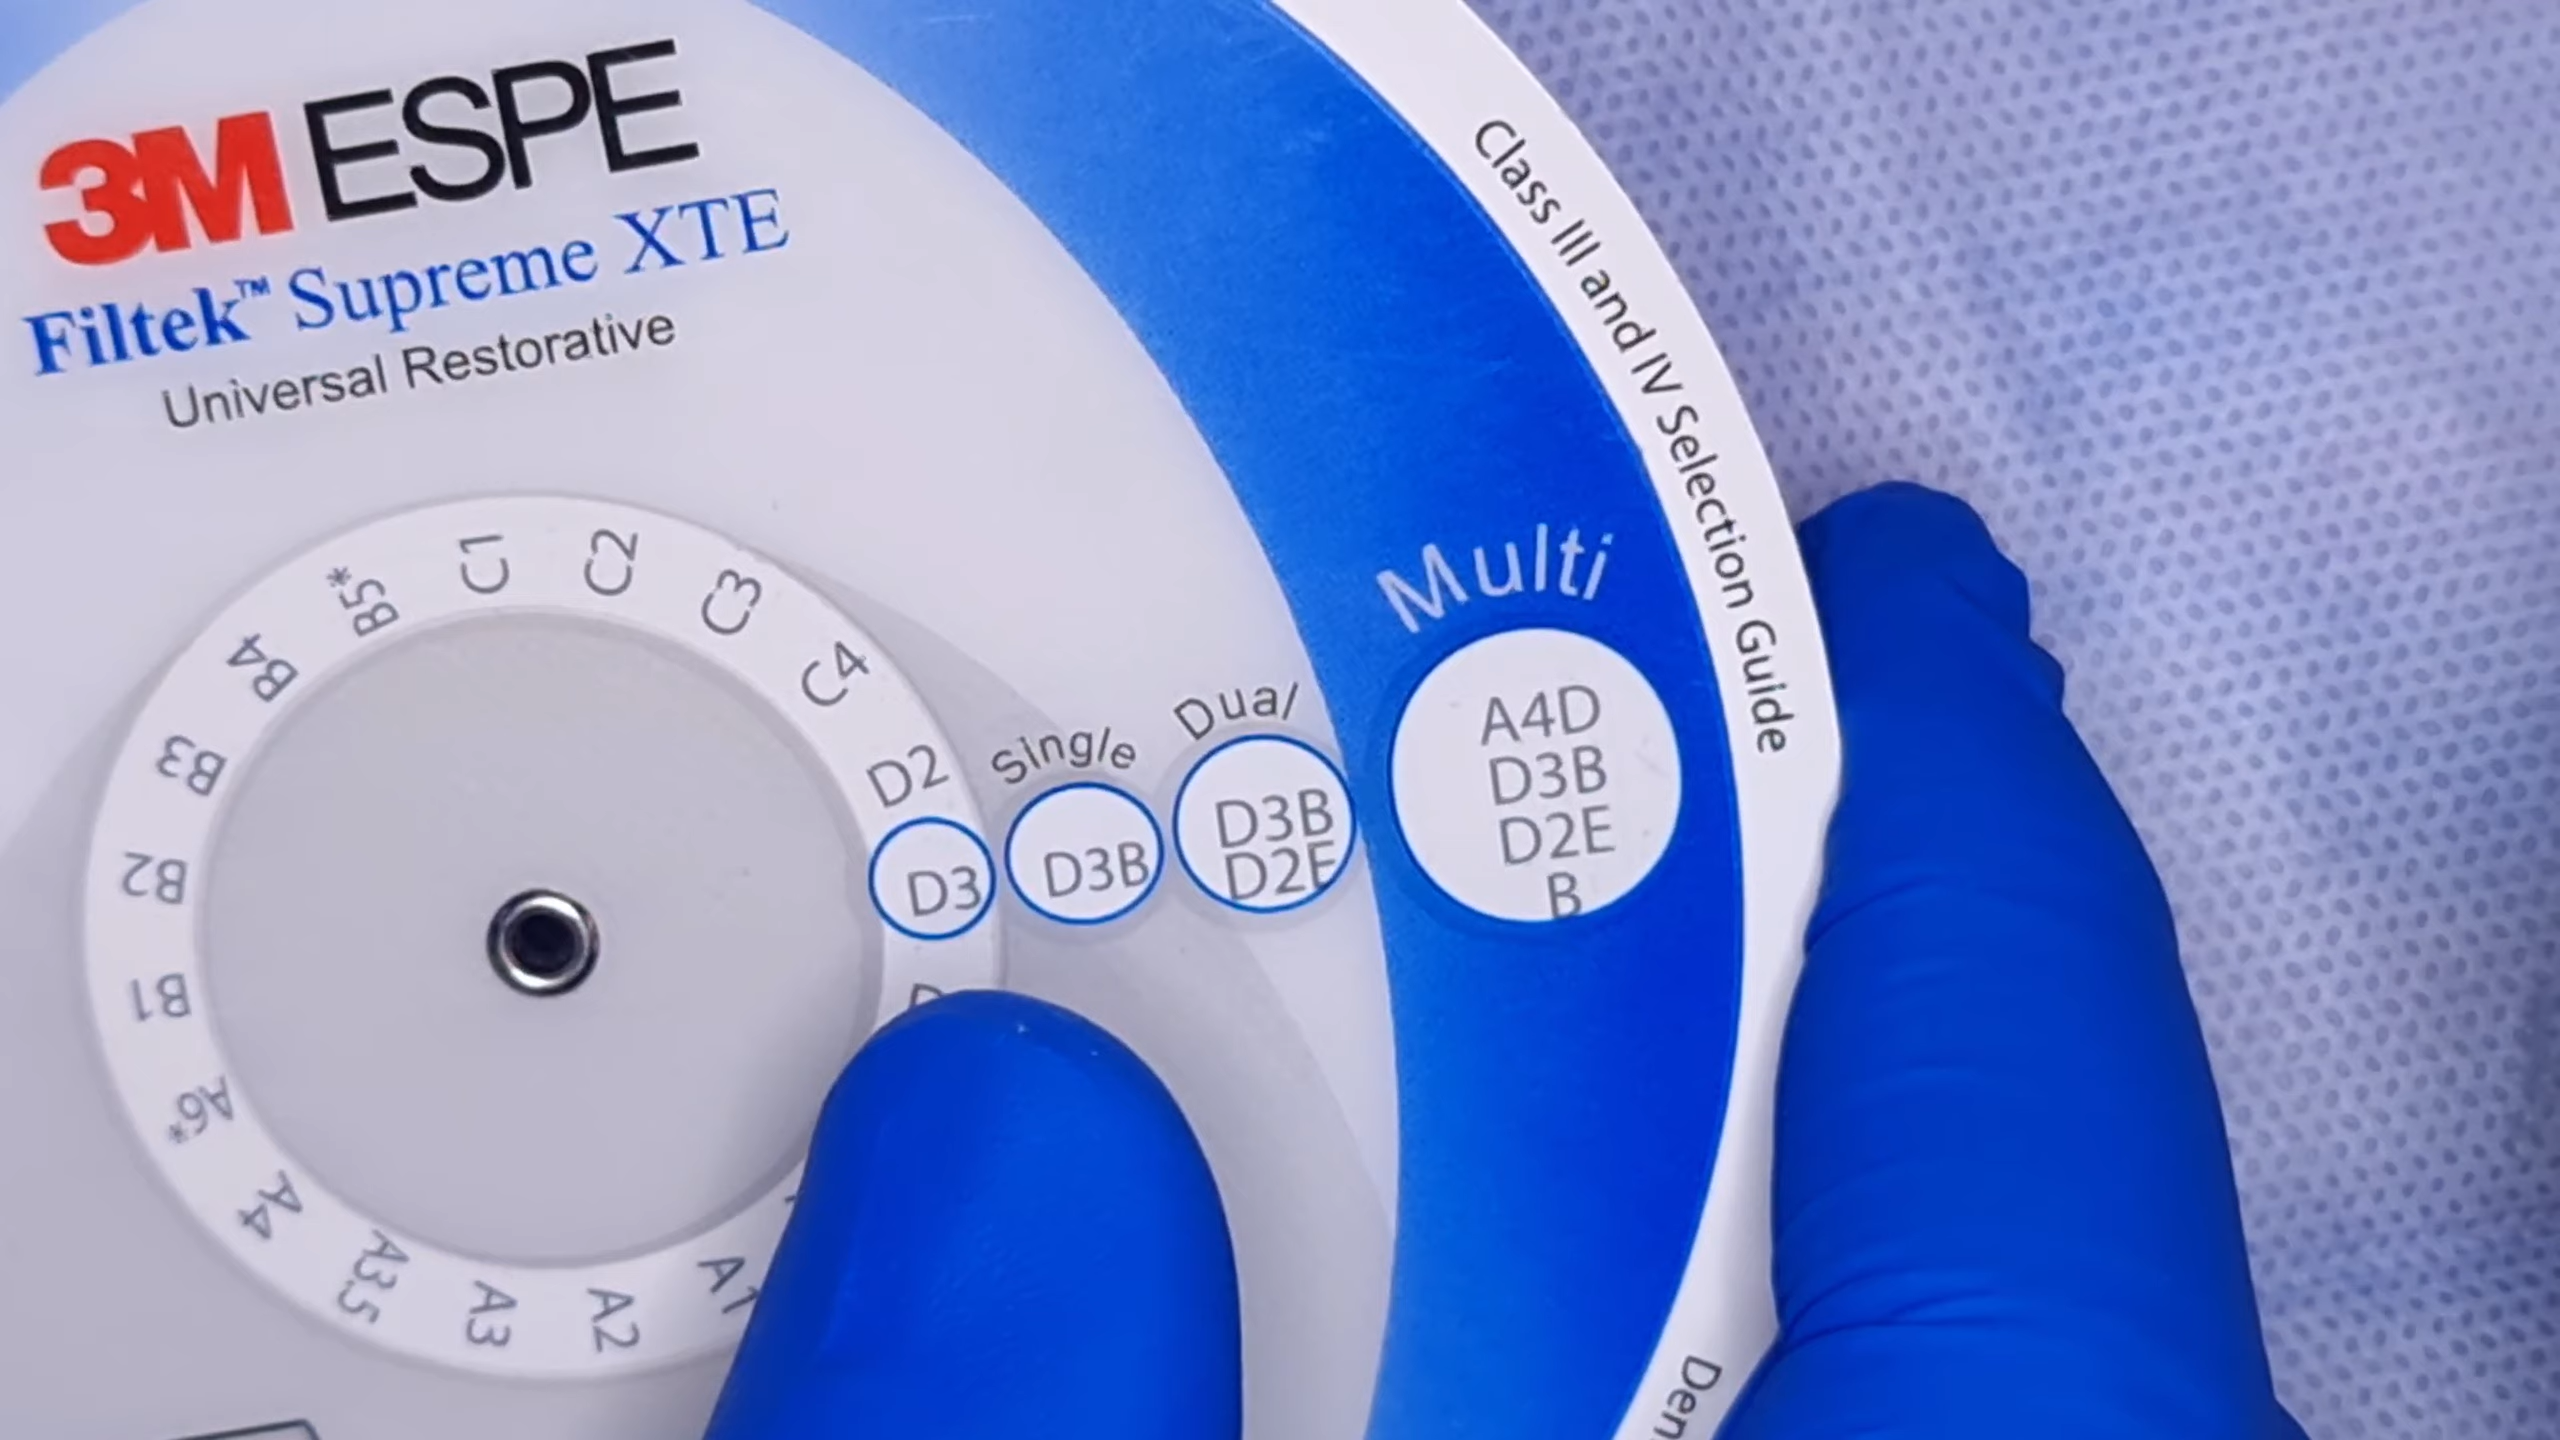 3M ESPE
Filtek™ Supreme XTE
Universal Restorative
Class III and IV Selection Guide
Multi
A4D
D3B
D2E
B
Dual
D3B
D2E
Single
D3B
D3
D2
C4
C3
C2
C1
B5*
B4
B3
B2
B1
A6*
A4
A3.5
A3
A2
A1